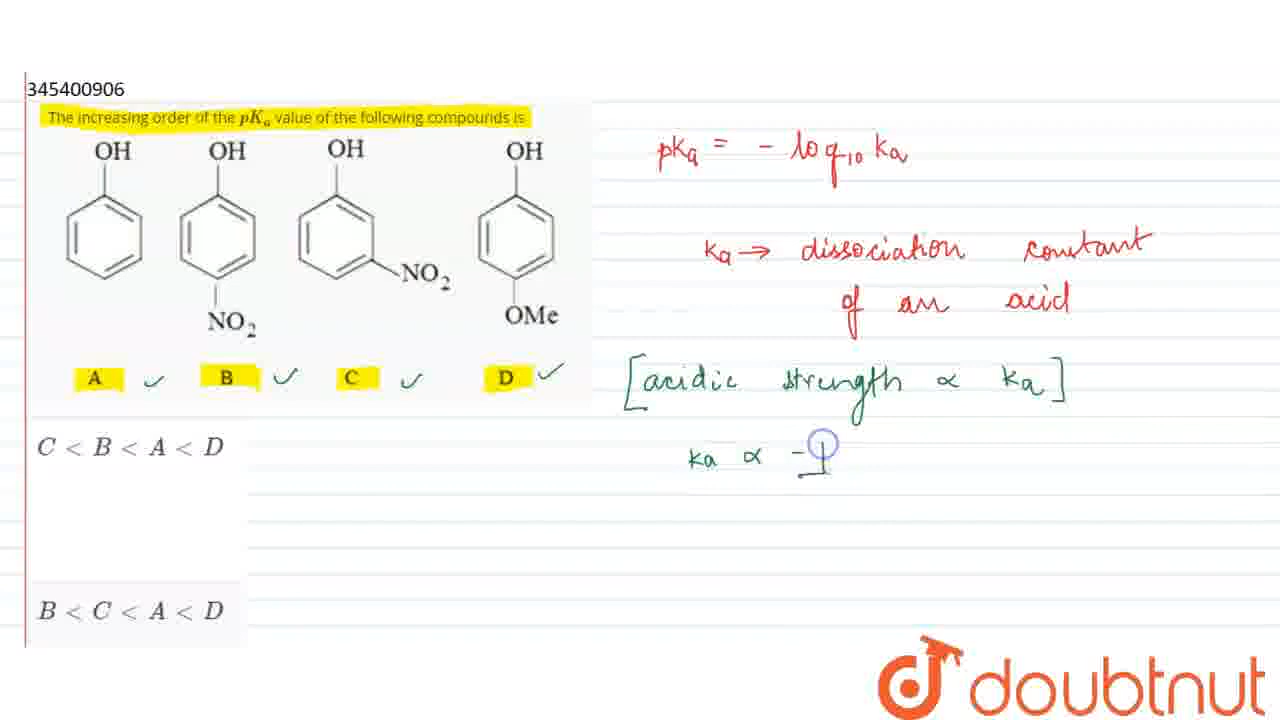 345400906
The increasing order of the pKₐ value of the following compounds is
OH OH OH OH
NO₂ NO₂ OMe
A B C D
C < B < A < D
B < C < A < D
pKa = - log₁₀ Ka
Ka → dissociation constant
of an acid
[acidic strength ∝ Ka]
Ka ∝
doubtnut